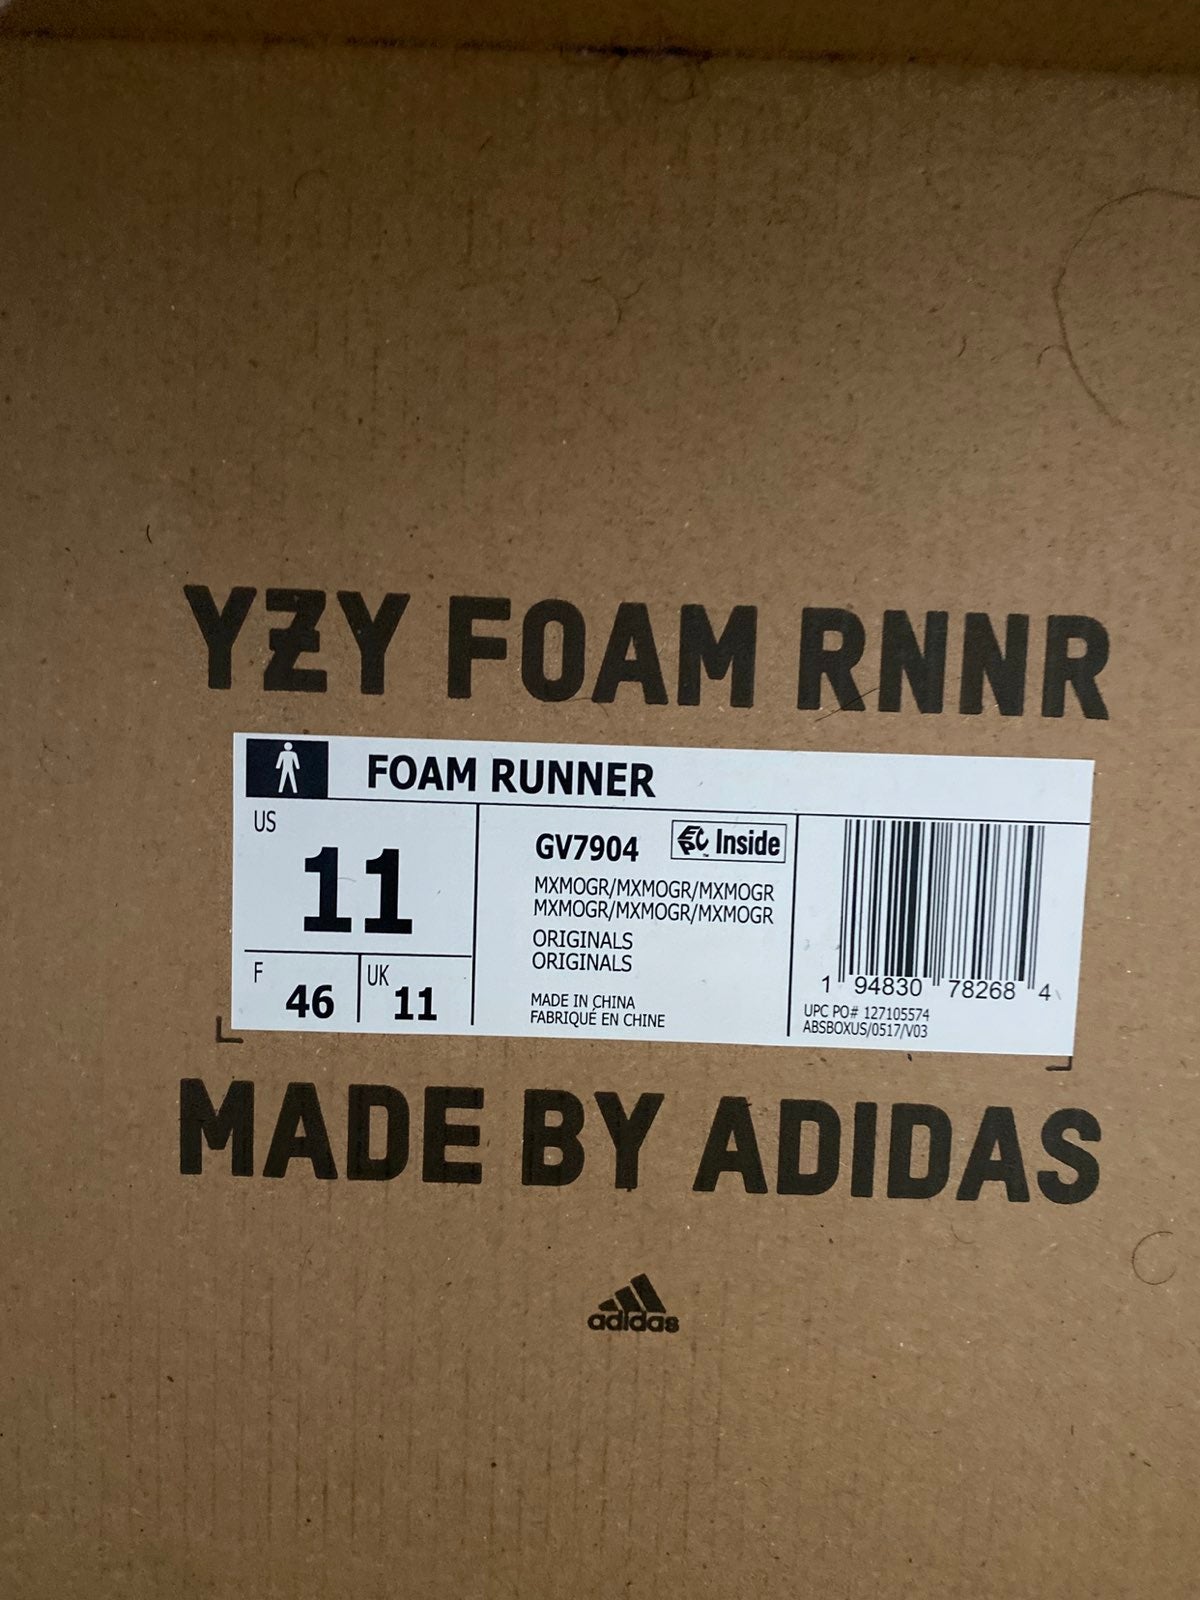 YZY FOAM RNNR
FOAM RUNNER
US
11
F
46
UK
11
GV7904
EPC™ Inside
MXMOGR/MXMOGR/MXMOGR
MXMOGR/MXMOGR/MXMOGR
ORIGINALS
ORIGINALS
MADE IN CHINA
FABRIQUÉ EN CHINE
1 94830 78268 4
UPC PO# 127105574
ABSBOXUS/0517/V03
MADE BY ADIDAS
adidas